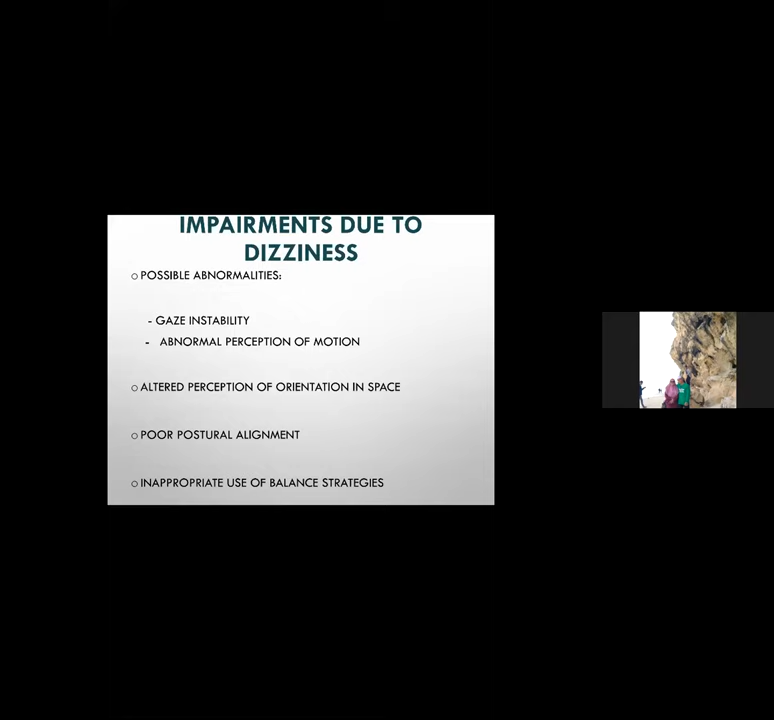 IMPAIRMENTS DUE TO
DIZZINESS
○ POSSIBLE ABNORMALITIES:
- GAZE INSTABILITY
- ABNORMAL PERCEPTION OF MOTION
○ ALTERED PERCEPTION OF ORIENTATION IN SPACE
○ POOR POSTURAL ALIGNMENT
○ INAPPROPRIATE USE OF BALANCE STRATEGIES